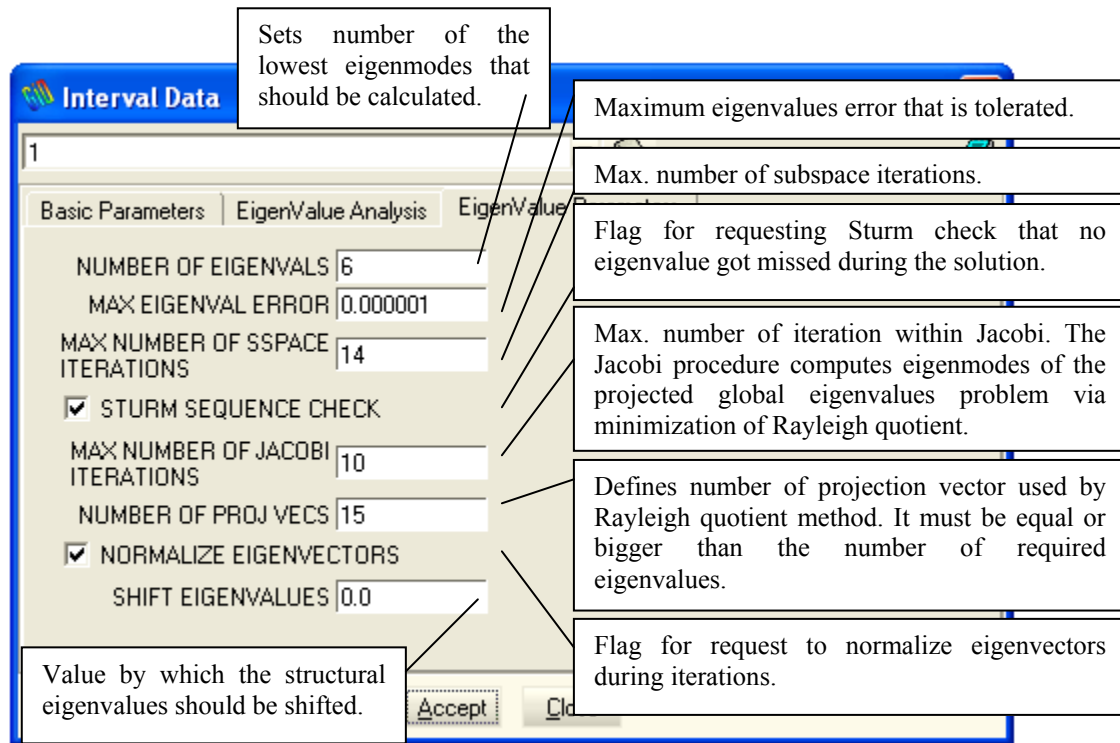 Sets number of the
lowest eigenmodes that
should be calculated.
Interval Data
Maximum eigenvalues error that is tolerated.
1
Max. number of subspace iterations.
Basic Parameters
EigenValue Analysis
EigenValue
Flag for requesting Sturm check that no
eigenvalue got missed during the solution.
NUMBER OF EIGENVALS 6
MAX EIGENVAL ERROR 0.000001
MAX NUMBER OF SSPACE
ITERATIONS
14
Max. number of iteration within Jacobi. The
Jacobi procedure computes eigenmodes of the
projected global eigenvalues problem via
minimization of Rayleigh quotient.
STURM SEQUENCE CHECK
MAX NUMBER OF JACOBI
ITERATIONS
10
Defines number of projection vector used by
Rayleigh quotient method. It must be equal or
bigger than the number of required
eigenvalues.
NUMBER OF PROJ VECS 15
NORMALIZE EIGENVECTORS
SHIFT EIGENVALUES 0.0
Flag for request to normalize eigenvectors
during iterations.
Value by which the structural
eigenvalues should be shifted.
Accept